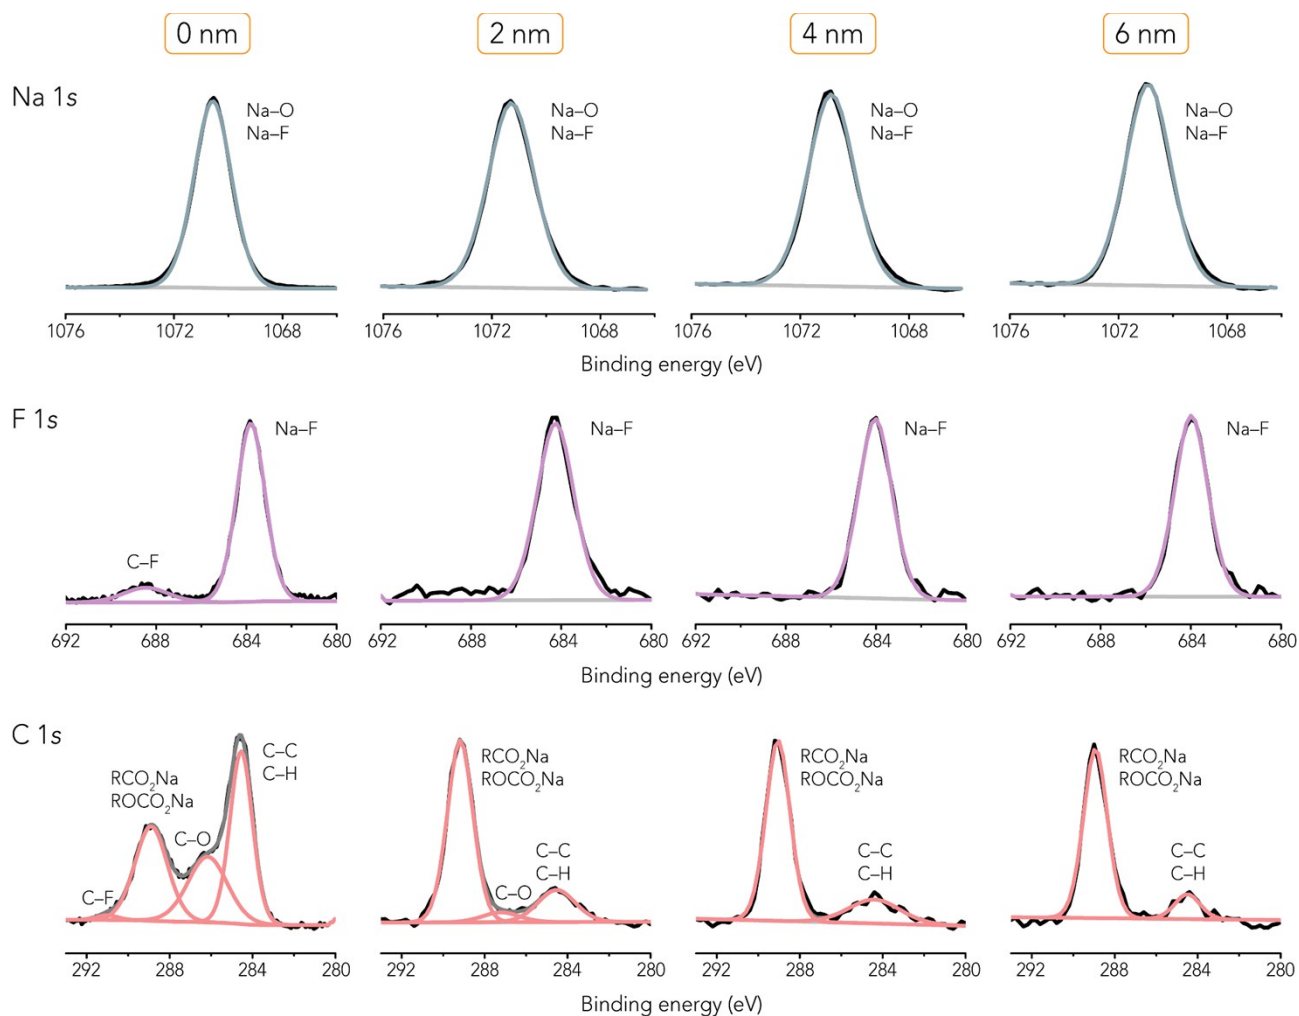 0 nm 2 nm 4 nm 6 nm
Na 1s
Na–O Na–O Na–O Na–O
Na–F Na–F Na–F Na–F
1076 1072 1068 1076 1072 1068 1076 1072 1068 1076 1072 1068
Binding energy (eV)
F 1s
Na–F Na–F Na–F Na–F
C–F
692 688 684 680 692 688 684 680 692 688 684 680 692 688 684 680
Binding energy (eV)
C 1s
C–C
C–H
RCO₂Na
ROCO₂Na
C–O
C–F
RCO₂Na
ROCO₂Na
C–C
C–H
C–O
RCO₂Na
ROCO₂Na
C–C
C–H
RCO₂Na
ROCO₂Na
C–C
C–H
292 288 284 280 292 288 284 280 292 288 284 280 292 288 284 280
Binding energy (eV)